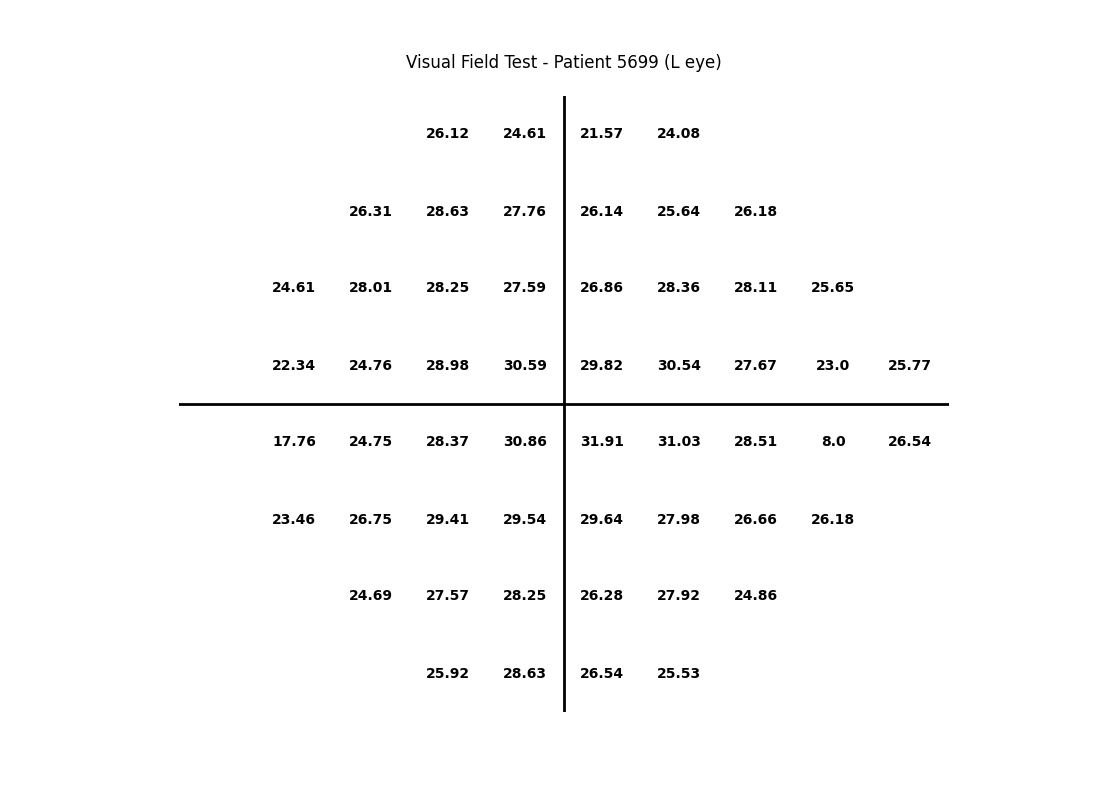 Visual Field Test - Patient 5699 (L eye)
26.12 24.61 21.57 24.08
26.31 28.63 27.76 26.14 25.64 26.18
24.61 28.01 28.25 27.59 26.86 28.36 28.11 25.65
22.34 24.76 28.98 30.59 29.82 30.54 27.67 23.0 25.77
17.76 24.75 28.37 30.86 31.91 31.03 28.51 8.0 26.54
23.46 26.75 29.41 29.54 29.64 27.98 26.66 26.18
24.69 27.57 28.25 26.28 27.92 24.86
25.92 28.63 26.54 25.53